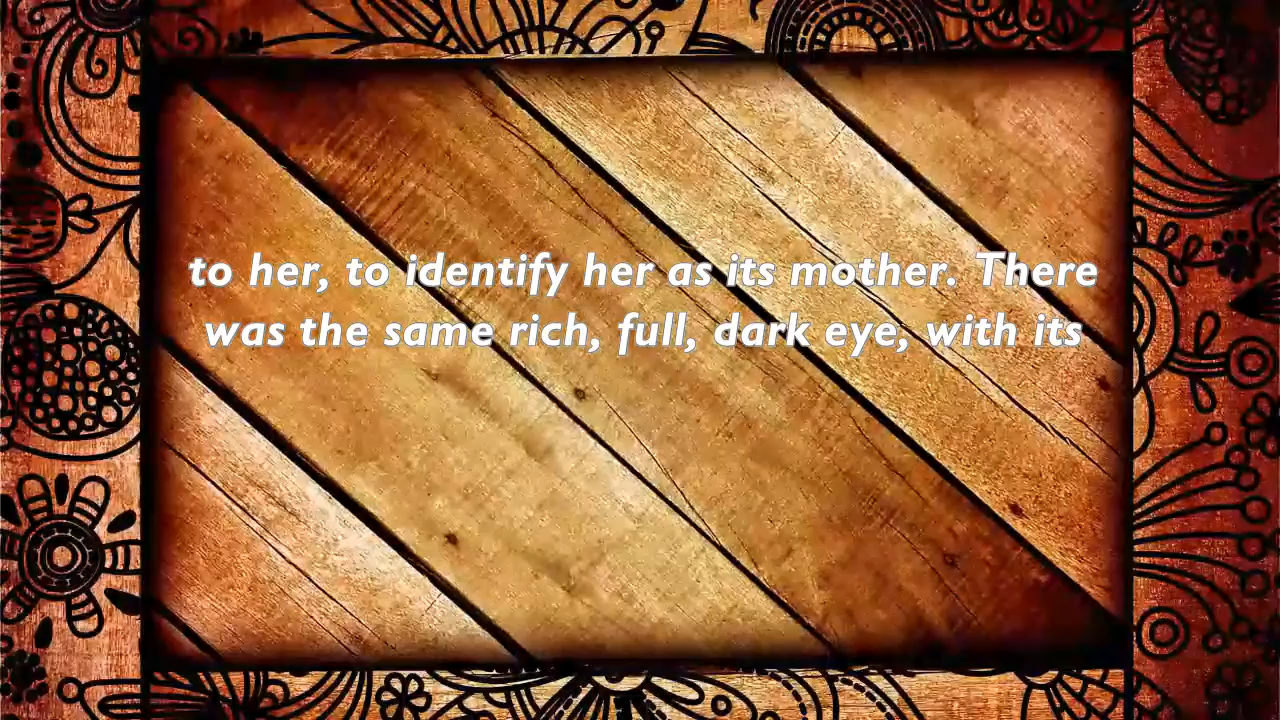 to her, to identify her as its mother. There
was the same rich, full, dark eye, with its